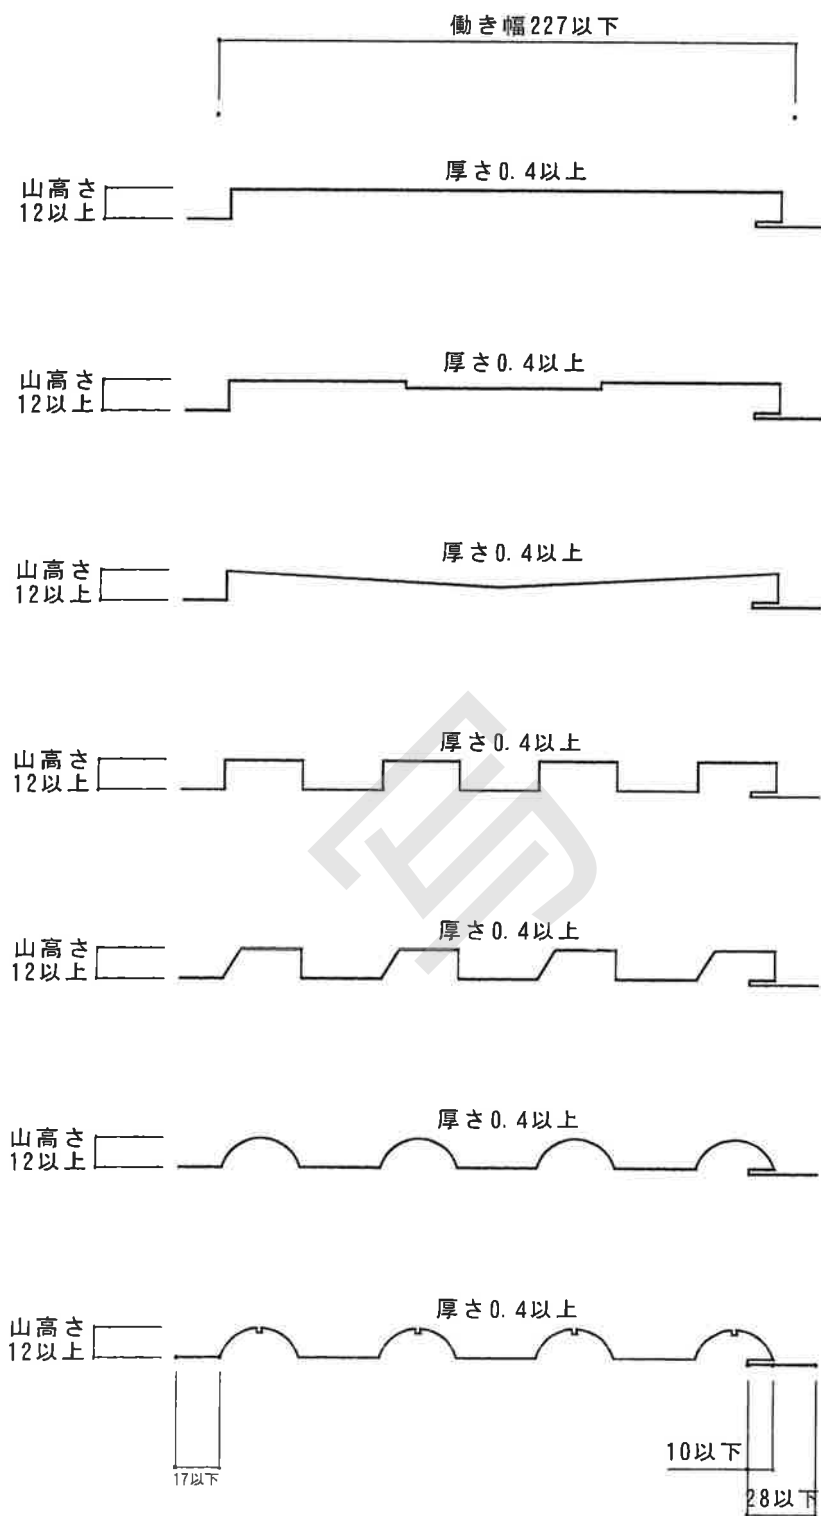 働き幅227以下
厚さ0.4以上
山高さ
12以上
厚さ0.4以上
山高さ
12以上
厚さ0.4以上
山高さ
12以上
厚さ0.4以上
山高さ
12以上
写
厚さ0.4以上
山高さ
12以上
厚さ0.4以上
山高さ
12以上
厚さ0.4以上
山高さ
12以上
10以下
17以下
28以下